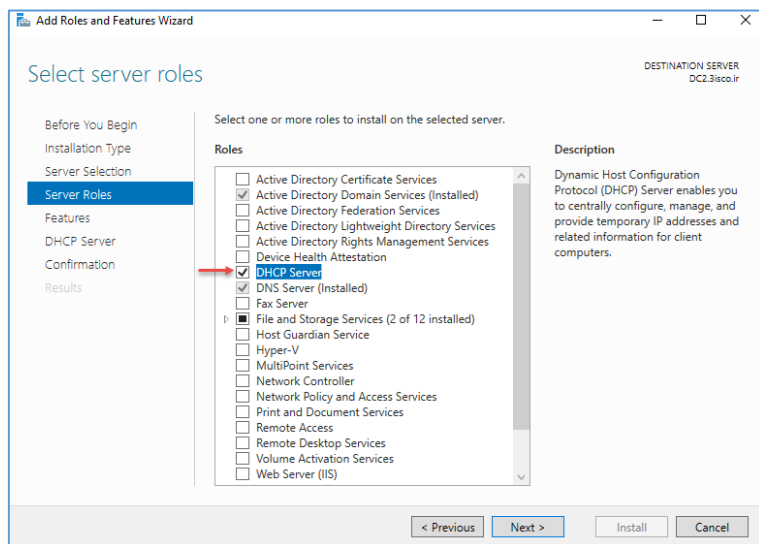 Add Roles and Features Wizard
Select server roles
DESTINATION SERVER
DC2.3isco.ir
Before You Begin
Installation Type
Server Selection
Server Roles
Features
DHCP Server
Confirmation
Results
Select one or more roles to install on the selected server.
Roles
Active Directory Certificate Services
Active Directory Domain Services (Installed)
Active Directory Federation Services
Active Directory Lightweight Directory Services
Active Directory Rights Management Services
Device Health Attestation
DHCP Server
DNS Server (Installed)
Fax Server
File and Storage Services (2 of 12 installed)
Host Guardian Service
Hyper-V
MultiPoint Services
Network Controller
Network Policy and Access Services
Print and Document Services
Remote Access
Remote Desktop Services
Volume Activation Services
Web Server (IIS)
Description
Dynamic Host Configuration
Protocol (DHCP) Server enables you
to centrally configure, manage, and
provide temporary IP addresses and
related information for client
computers.
< Previous
Next >
Install
Cancel